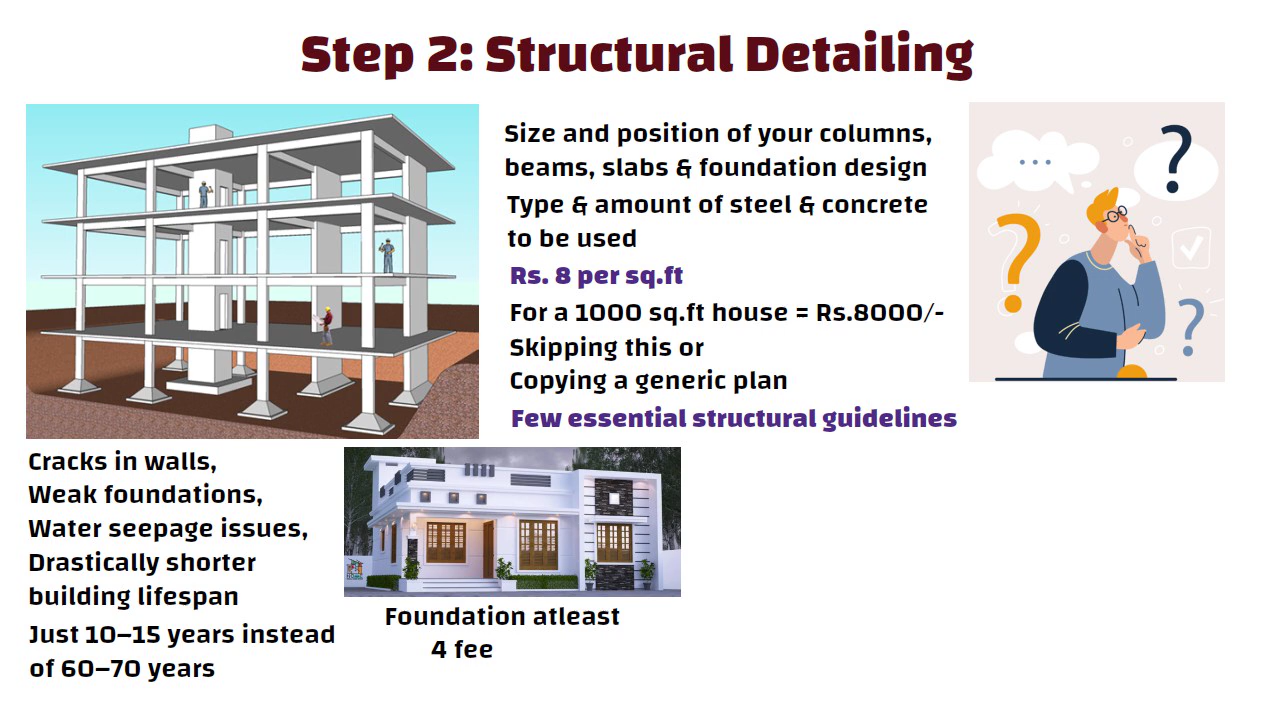 Step 2: Structural Detailing
Size and position of your columns,
beams, slabs & foundation design
Type & amount of steel & concrete
to be used
Rs. 8 per sq.ft
For a 1000 sq.ft house = Rs.8000/-
Skipping this or
Copying a generic plan
Few essential structural guidelines
Cracks in walls,
Weak foundations,
Water seepage issues,
Drastically shorter
building lifespan
Just 10–15 years instead
of 60–70 years
Foundation atleast
4 fee